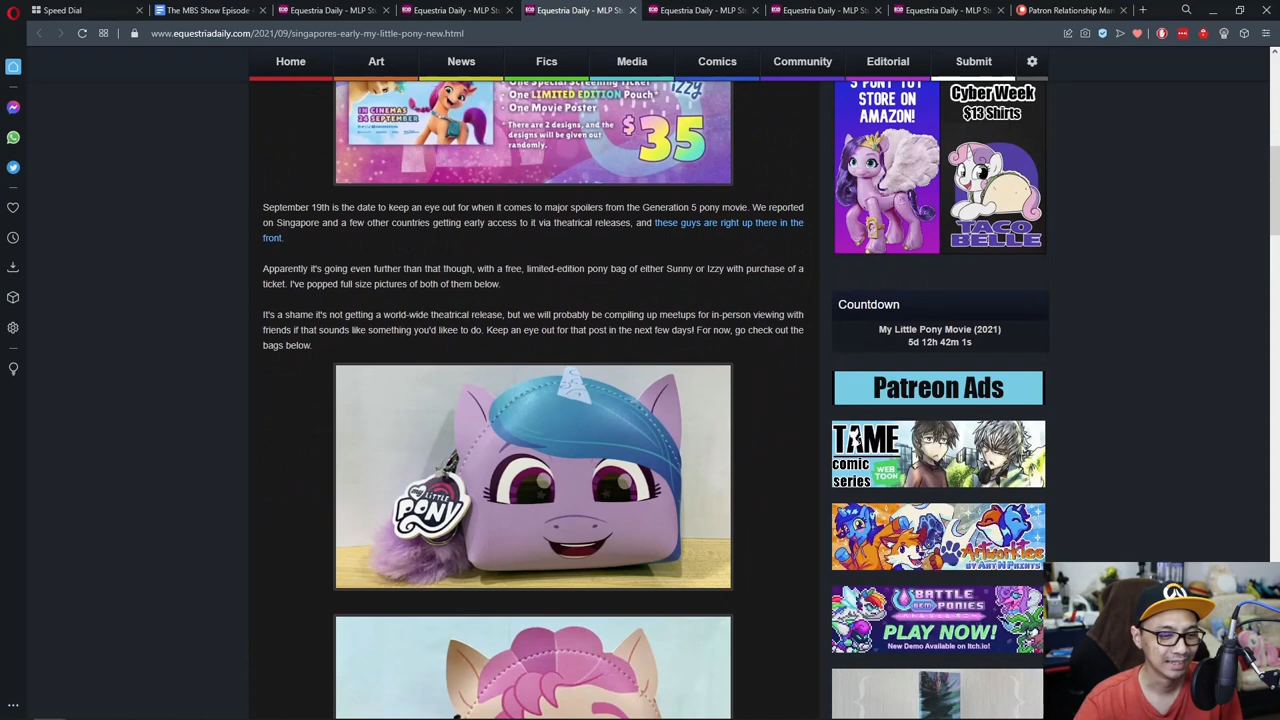 Speed Dial
The MBS Show Episode
Equestria Daily - MLP St
Equestria Daily - MLP St
Equestria Daily - MLP St
Equestria Daily - MLP St
Equestria Daily - MLP St
Equestria Daily - MLP St
Patron Relationship Man
www.equestriadaily.com/2021/09/singapores-early-my-little-pony-new.html
Home
Art
News
Fics
Media
Comics
Community
Editorial
Submit
One Special Screening Ticket
• One LIMITED EDITION Pouch*
• One Movie Poster
* There are 2 designs, and the
designs will be given out
randomly.
$35
Izzy
IN CINEMAS
24 SEPTEMBER
September 19th is the date to keep an eye out for when it comes to major spoilers from the Generation 5 pony movie. We reported
on Singapore and a few other countries getting early access to it via theatrical releases, and these guys are right up there in the
front.
Apparently it's going even further than that though, with a free, limited-edition pony bag of either Sunny or Izzy with purchase of a
ticket. I've popped full size pictures of both of them below.
It's a shame it's not getting a world-wide theatrical release, but we will probably be compiling up meetups for in-person viewing with
friends if that sounds like something you'd likee to do. Keep an eye out for that post in the next few days! For now, go check out the
bags below.
MY LITTLE
PONY
S PONY TOY
STORE ON
AMAZON!
Cyber Week
$13 Shirts
TACO
BELLE
Countdown
My Little Pony Movie (2021)
5d 12h 42m 1s
Patreon Ads
TAME
comic
series
WEB
TOON
Artworktee
BY ART N PRINTS
BATTLE
GEM PONIES
PLAY NOW!
New Demo Available on Itch.io!